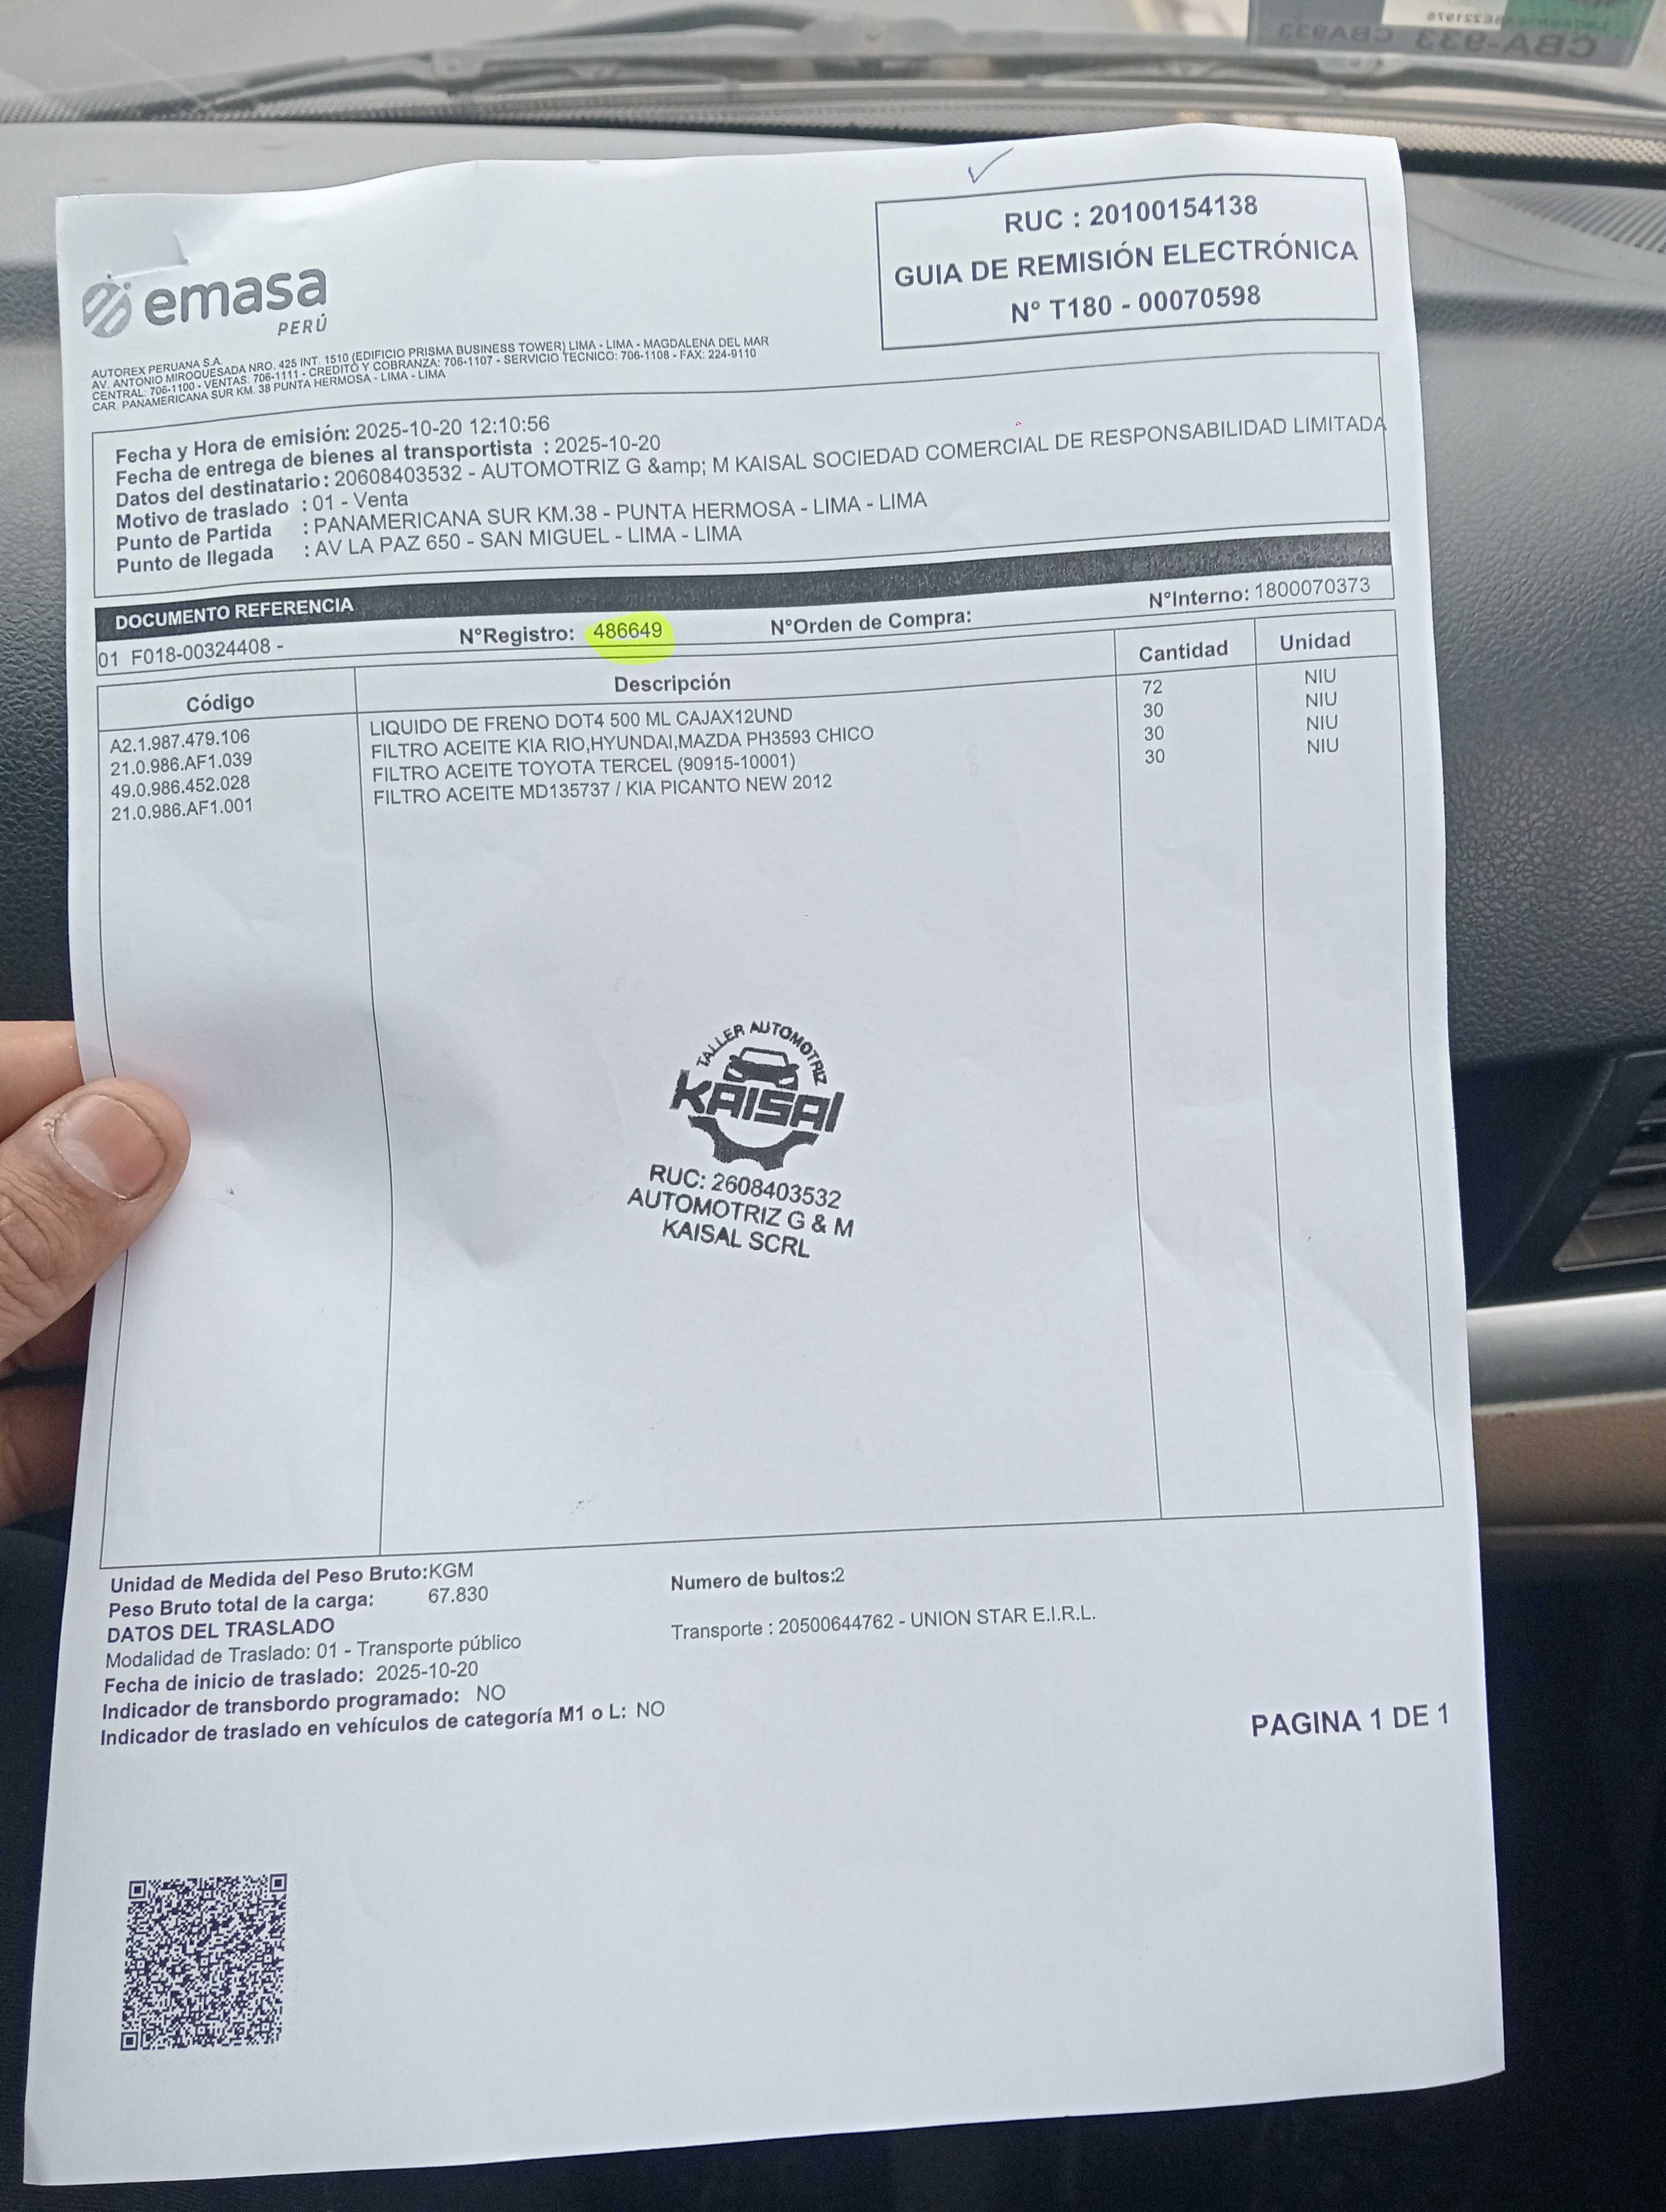 CBA-933 CBA933
RUC : 20100154138
GUIA DE REMISIÓN ELECTRÓNICA
N° T180 - 00070598
emasa
PERÚ
AUTOREX PERUANA S.A.
AV. ANTONIO MIROQUESADA NRO. 425 INT. 1510 (EDIFICIO PRISMA BUSINESS TOWER) LIMA - LIMA - MAGDALENA DEL MAR
CENTRAL: 706-1100 - VENTAS: 706-1111 - CREDITO Y COBRANZA: 706-1107 - SERVICIO TECNICO: 706-1108 - FAX: 224-9110
CAR. PANAMERICANA SUR KM. 38 PUNTA HERMOSA - LIMA - LIMA
Fecha y Hora de emisión: 2025-10-20 12:10:56
Fecha de entrega de bienes al transportista : 2025-10-20
Datos del destinatario: 20608403532 - AUTOMOTRIZ G &amp; M KAISAL SOCIEDAD COMERCIAL DE RESPONSABILIDAD LIMITADA
Motivo de traslado : 01 - Venta
Punto de Partida : PANAMERICANA SUR KM.38 - PUNTA HERMOSA - LIMA - LIMA
Punto de llegada : AV LA PAZ 650 - SAN MIGUEL - LIMA - LIMA
DOCUMENTO REFERENCIA
01 F018-00324408 - N°Registro: 486649 N°Orden de Compra: N°Interno: 1800070373
Código Descripción Cantidad Unidad
A2.1.987.479.106 LIQUIDO DE FRENO DOT4 500 ML CAJAX12UND 72 NIU
21.0.986.AF1.039 FILTRO ACEITE KIA RIO,HYUNDAI,MAZDA PH3593 CHICO 30 NIU
49.0.986.452.028 FILTRO ACEITE TOYOTA TERCEL (90915-10001) 30 NIU
21.0.986.AF1.001 FILTRO ACEITE MD135737 / KIA PICANTO NEW 2012 30 NIU
TALLER AUTOMOTRIZ
KAISAl
RUC: 2608403532
AUTOMOTRIZ G & M
KAISAL SCRL
Unidad de Medida del Peso Bruto:KGM
Peso Bruto total de la carga: 67.830 Numero de bultos:2
DATOS DEL TRASLADO
Modalidad de Traslado: 01 - Transporte público Transporte : 20500644762 - UNION STAR E.I.R.L.
Fecha de inicio de traslado: 2025-10-20
Indicador de transbordo programado: NO
Indicador de traslado en vehículos de categoría M1 o L: NO
PAGINA 1 DE 1